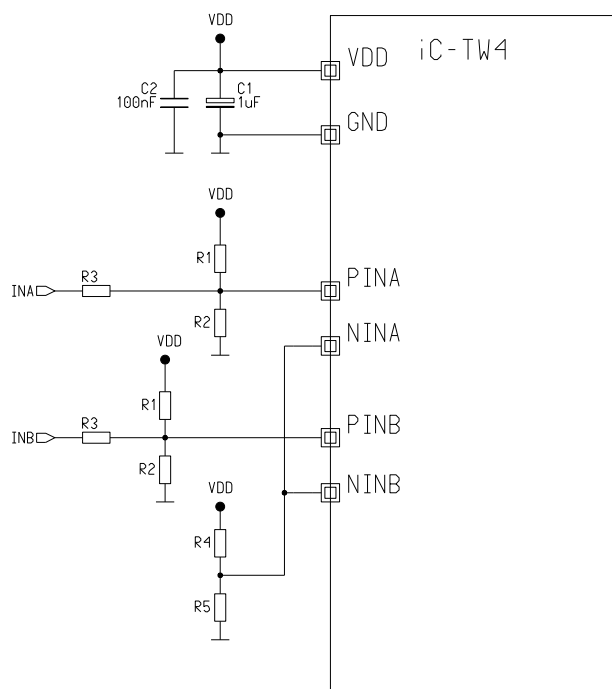 VDD
VDD
iC-TW4
C2
100nF
C1
1uF
GND
VDD
R1
INA
R3
PINA
R2
NINA
VDD
R1
INB
R3
PINB
R2
NINB
VDD
R4
R5